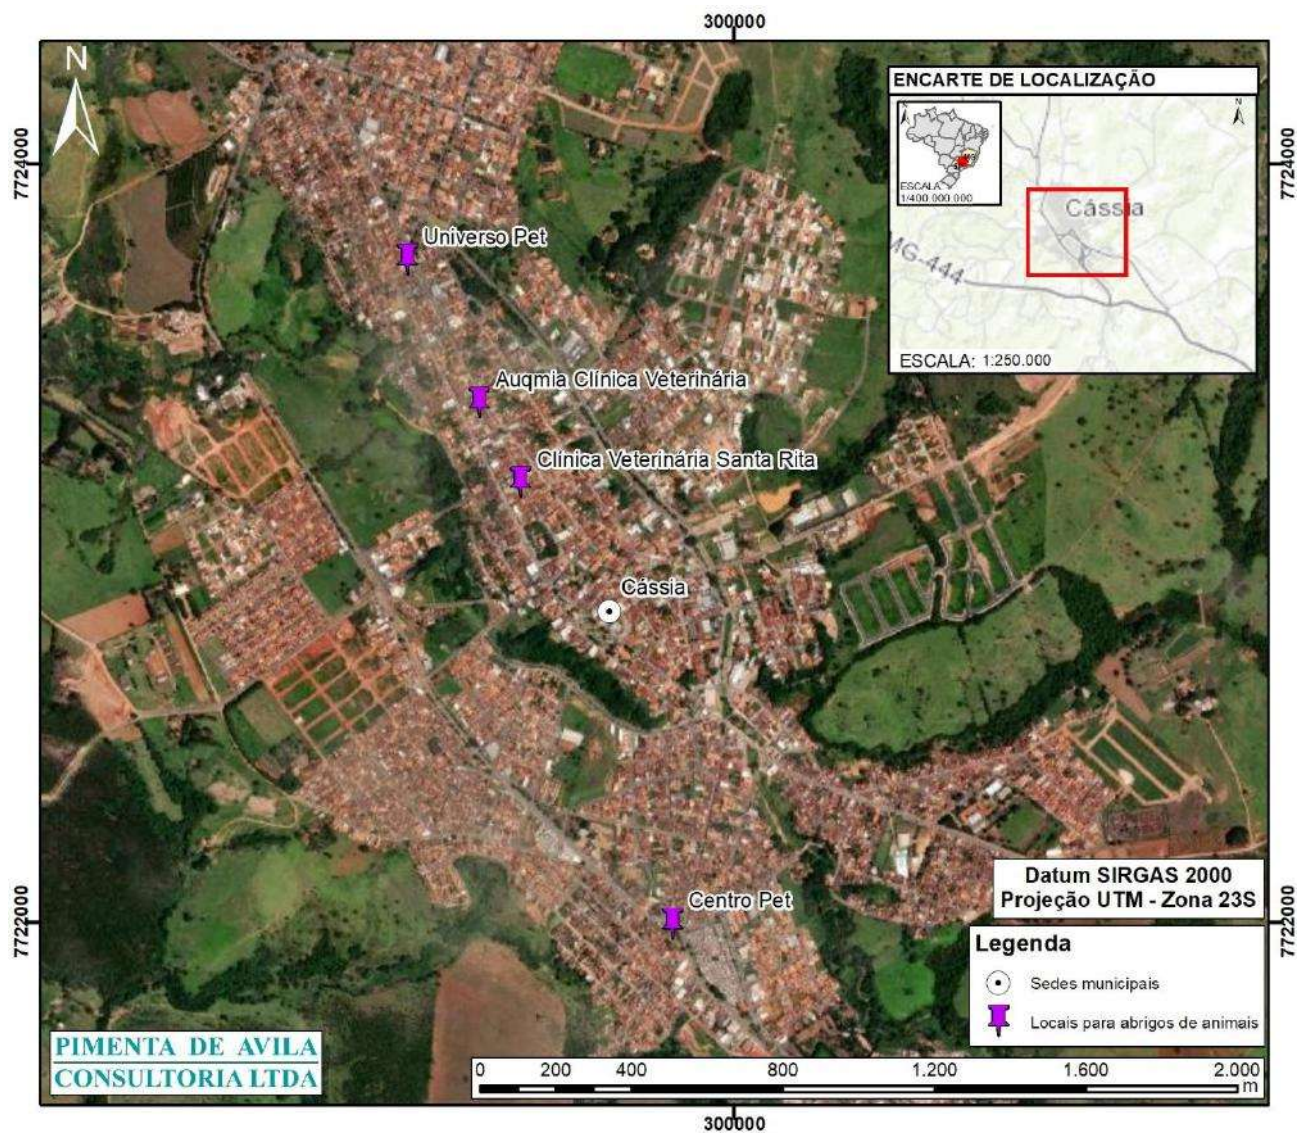 300000
N
7724000
7724000
ENCARTE DE LOCALIZAÇÃO
N
N
MG
ESCALA:
1/400.000.000
Cássia
MG-444
ESCALA: 1:250.000
Universo Pet
Auqmia Clínica Veterinária
Clínica Veterinária Santa Rita
Cássia
Centro Pet
7722000
7722000
Datum SIRGAS 2000
Projeção UTM - Zona 23S
Legenda
Sedes municipais
Locais para abrigos de animais
PIMENTA DE AVILA
CONSULTORIA LTDA
0 200 400 800 1.200 1.600 2.000
m
300000